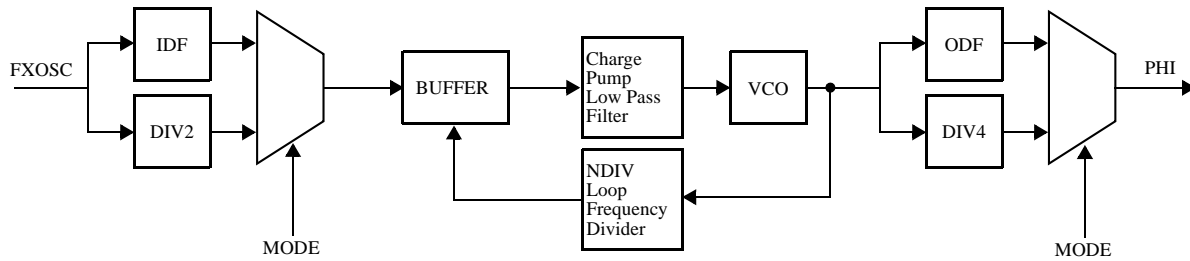 FXOSC
IDF
DIV2
MODE
BUFFER
Charge
Pump
Low Pass
Filter
NDIV
Loop
Frequency
Divider
VCO
ODF
DIV4
MODE
PHI